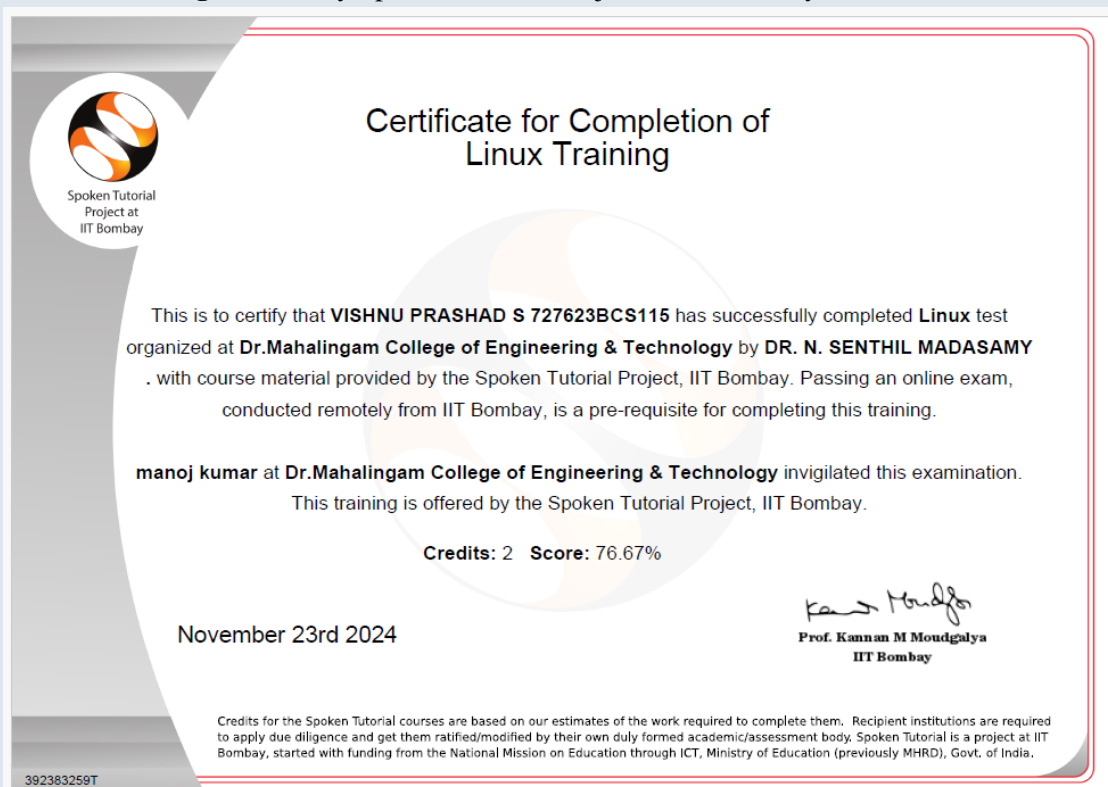 Spoken Tutorial
Project at
IIT Bombay
Certificate for Completion of
Linux Training
This is to certify that VISHNU PRASHAD S 727623BCS115 has successfully completed Linux test
organized at Dr.Mahalingam College of Engineering & Technology by DR. N. SENTHIL MADASAMY
. with course material provided by the Spoken Tutorial Project, IIT Bombay. Passing an online exam,
conducted remotely from IIT Bombay, is a pre-requisite for completing this training.
manoj kumar at Dr.Mahalingam College of Engineering & Technology invigilated this examination.
This training is offered by the Spoken Tutorial Project, IIT Bombay.
Credits: 2 Score: 76.67%
November 23rd 2024
Prof. Kannan M Moudgalya
IIT Bombay
Credits for the Spoken Tutorial courses are based on our estimates of the work required to complete them. Recipient institutions are required
to apply due diligence and get them ratified/modified by their own duly formed academic/assessment body. Spoken Tutorial is a project at IIT
Bombay, started with funding from the National Mission on Education through ICT, Ministry of Education (previously MHRD), Govt. of India.
392383259T